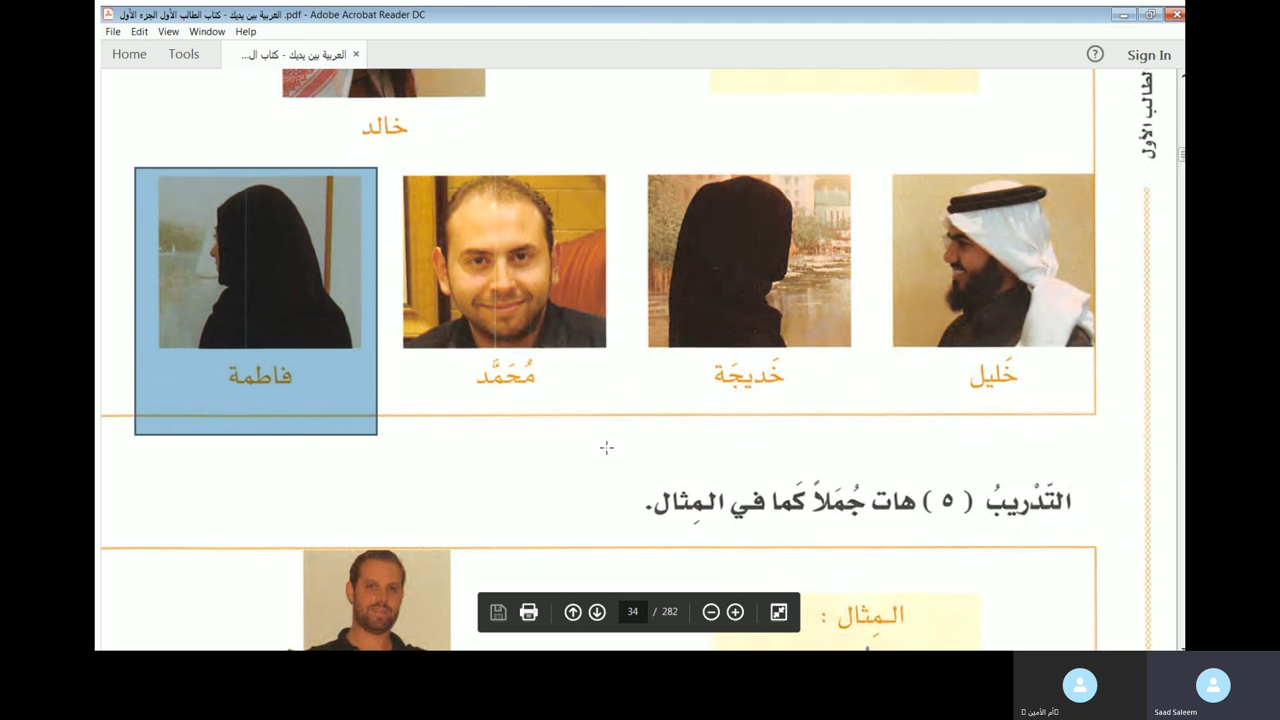 العربية بين يديك - كتاب الطالب الأول الجزء الأول .pdf - Adobe Acrobat Reader DC
File Edit View Window Help
Home Tools العربية بين يديك - كتاب ال... × ? Sign In
خالد
خَليل خَديجَة مُحَمَّد فاطمة
التَّدْريبُ ( ٥ ) هات جُمَلاً كَما في المِثال.
المِثال :
34 / 282
أم الأمين
Saad Saleem